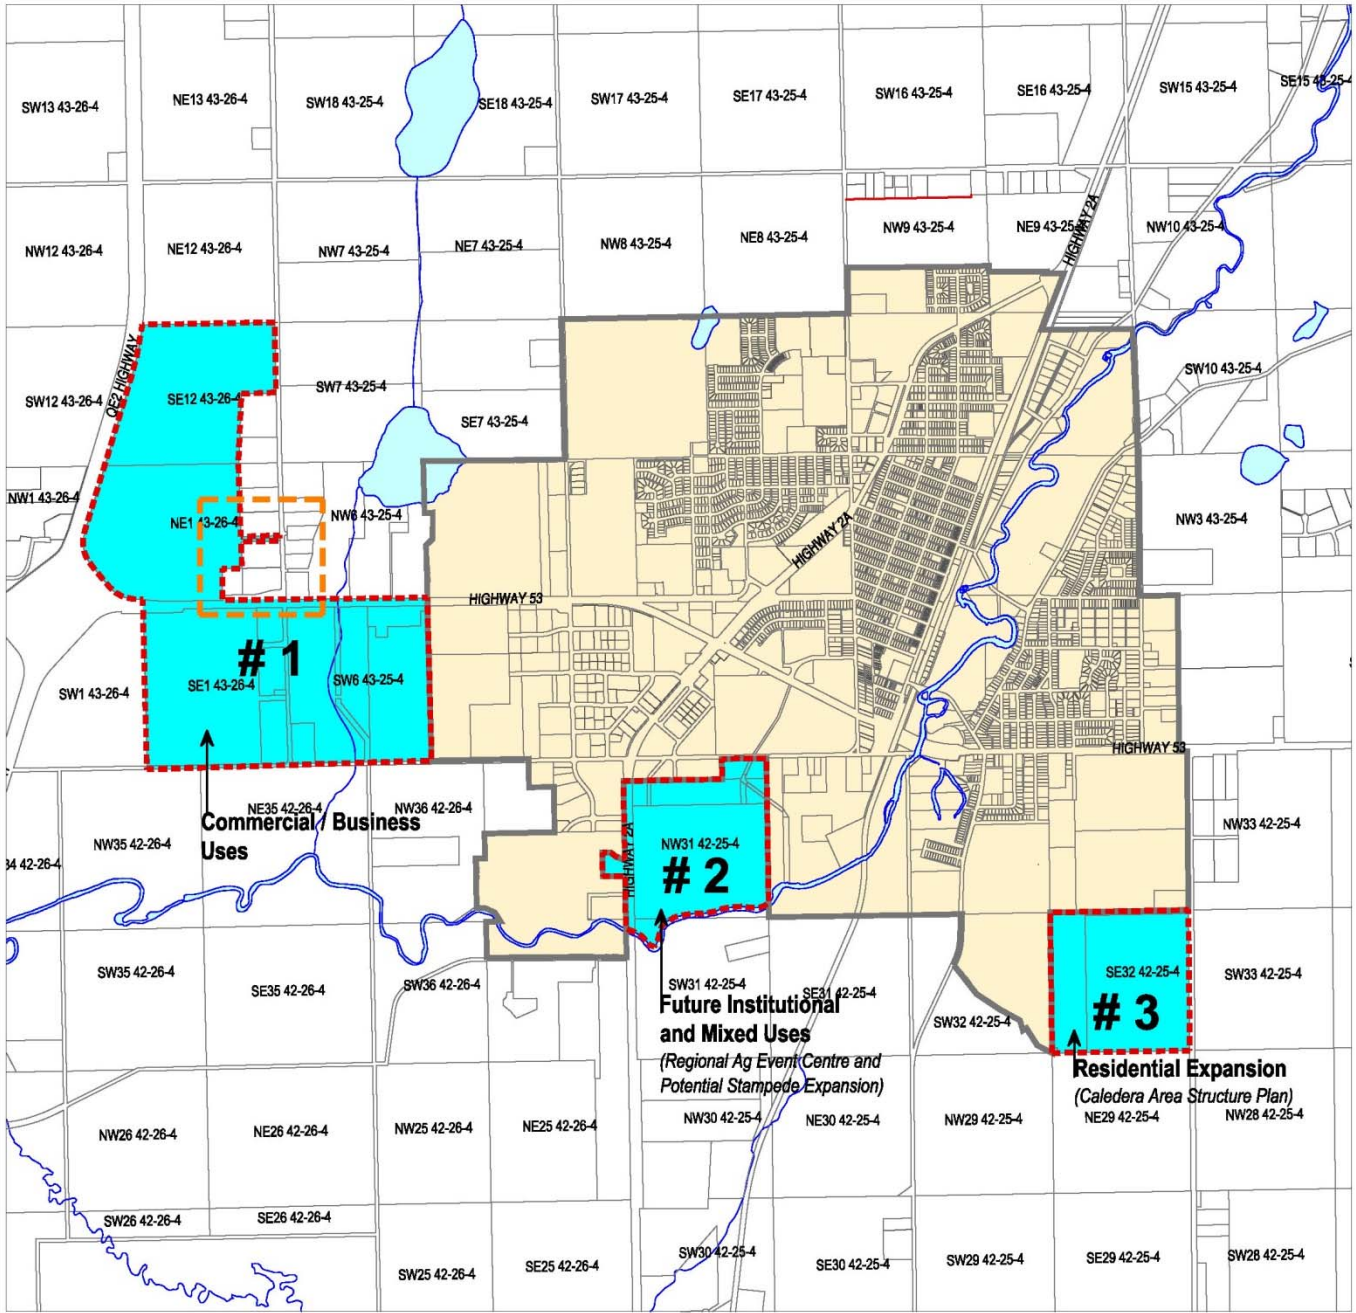 SW13 43-26-4
NE13 43-26-4
SW18 43-25-4
SE18 43-25-4
SW17 43-25-4
SE17 43-25-4
SW16 43-25-4
SE16 43-25-4
SW15 43-25-4
SE15 43-25-4
NW12 43-26-4
NE12 43-26-4
NW7 43-25-4
NE7 43-25-4
NW8 43-25-4
NE8 43-25-4
NW9 43-25-4
NE9 43-25-4
HIGHWAY 2A
NW10 43-25-4
QE2 HIGHWAY
SW12 43-26-4
SE12 43-26-4
SW7 43-25-4
SE7 43-25-4
SW10 43-25-4
NW1 43-26-4
NE1 43-26-4
NW6 43-25-4
HIGHWAY 2A
NW3 43-25-4
HIGHWAY 53
# 1
SW1 43-26-4
SE1 43-26-4
SW6 43-25-4
HIGHWAY 53
NE35 42-26-4
NW36 42-26-4
Commercial / Business
Uses
NW35 42-26-4
34 42-26-4
HIGHWAY 2A
NW31 42-25-4
# 2
NW33 42-25-4
SW35 42-26-4
SE35 42-26-4
SW36 42-26-4
SW31 42-25-4
SE31 42-25-4
SW32 42-25-4
SE32 42-25-4
# 3
SW33 42-25-4
Future Institutional
and Mixed Uses
(Regional Ag Event Centre and
Potential Stampede Expansion)
Residential Expansion
(Caledera Area Structure Plan)
NW26 42-26-4
NE26 42-26-4
NW25 42-26-4
NE25 42-26-4
NW30 42-25-4
NE30 42-25-4
NW29 42-25-4
NE29 42-25-4
NW28 42-25-4
SW26 42-26-4
SE26 42-26-4
SW25 42-26-4
SE25 42-26-4
SW30 42-25-4
SE30 42-25-4
SW29 42-25-4
SE29 42-25-4
SW28 42-25-4